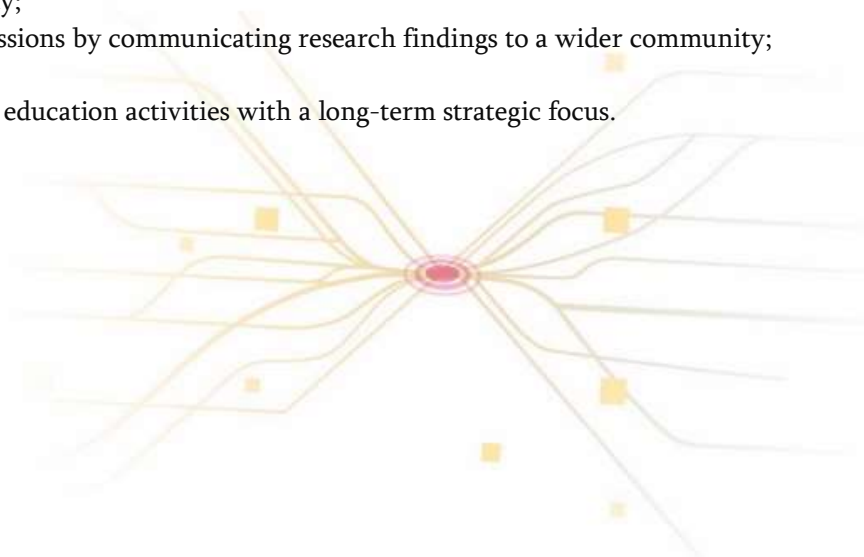 y;
ssions by communicating research findings to a wider community;
education activities with a long-term strategic focus.